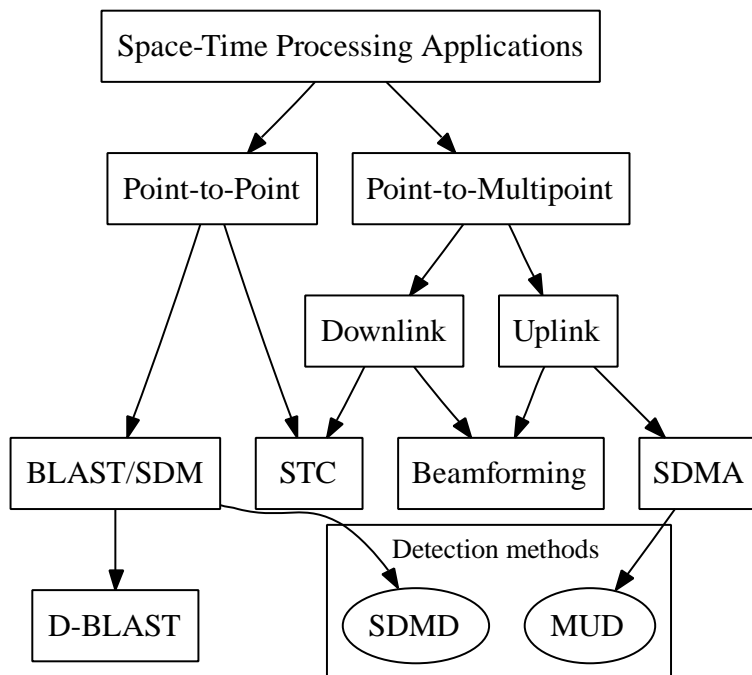 Space-Time Processing Applications
Point-to-Point
Point-to-Multipoint
Downlink
Uplink
BLAST/SDM
STC
Beamforming
SDMA
Detection methods
D-BLAST
SDMD
MUD